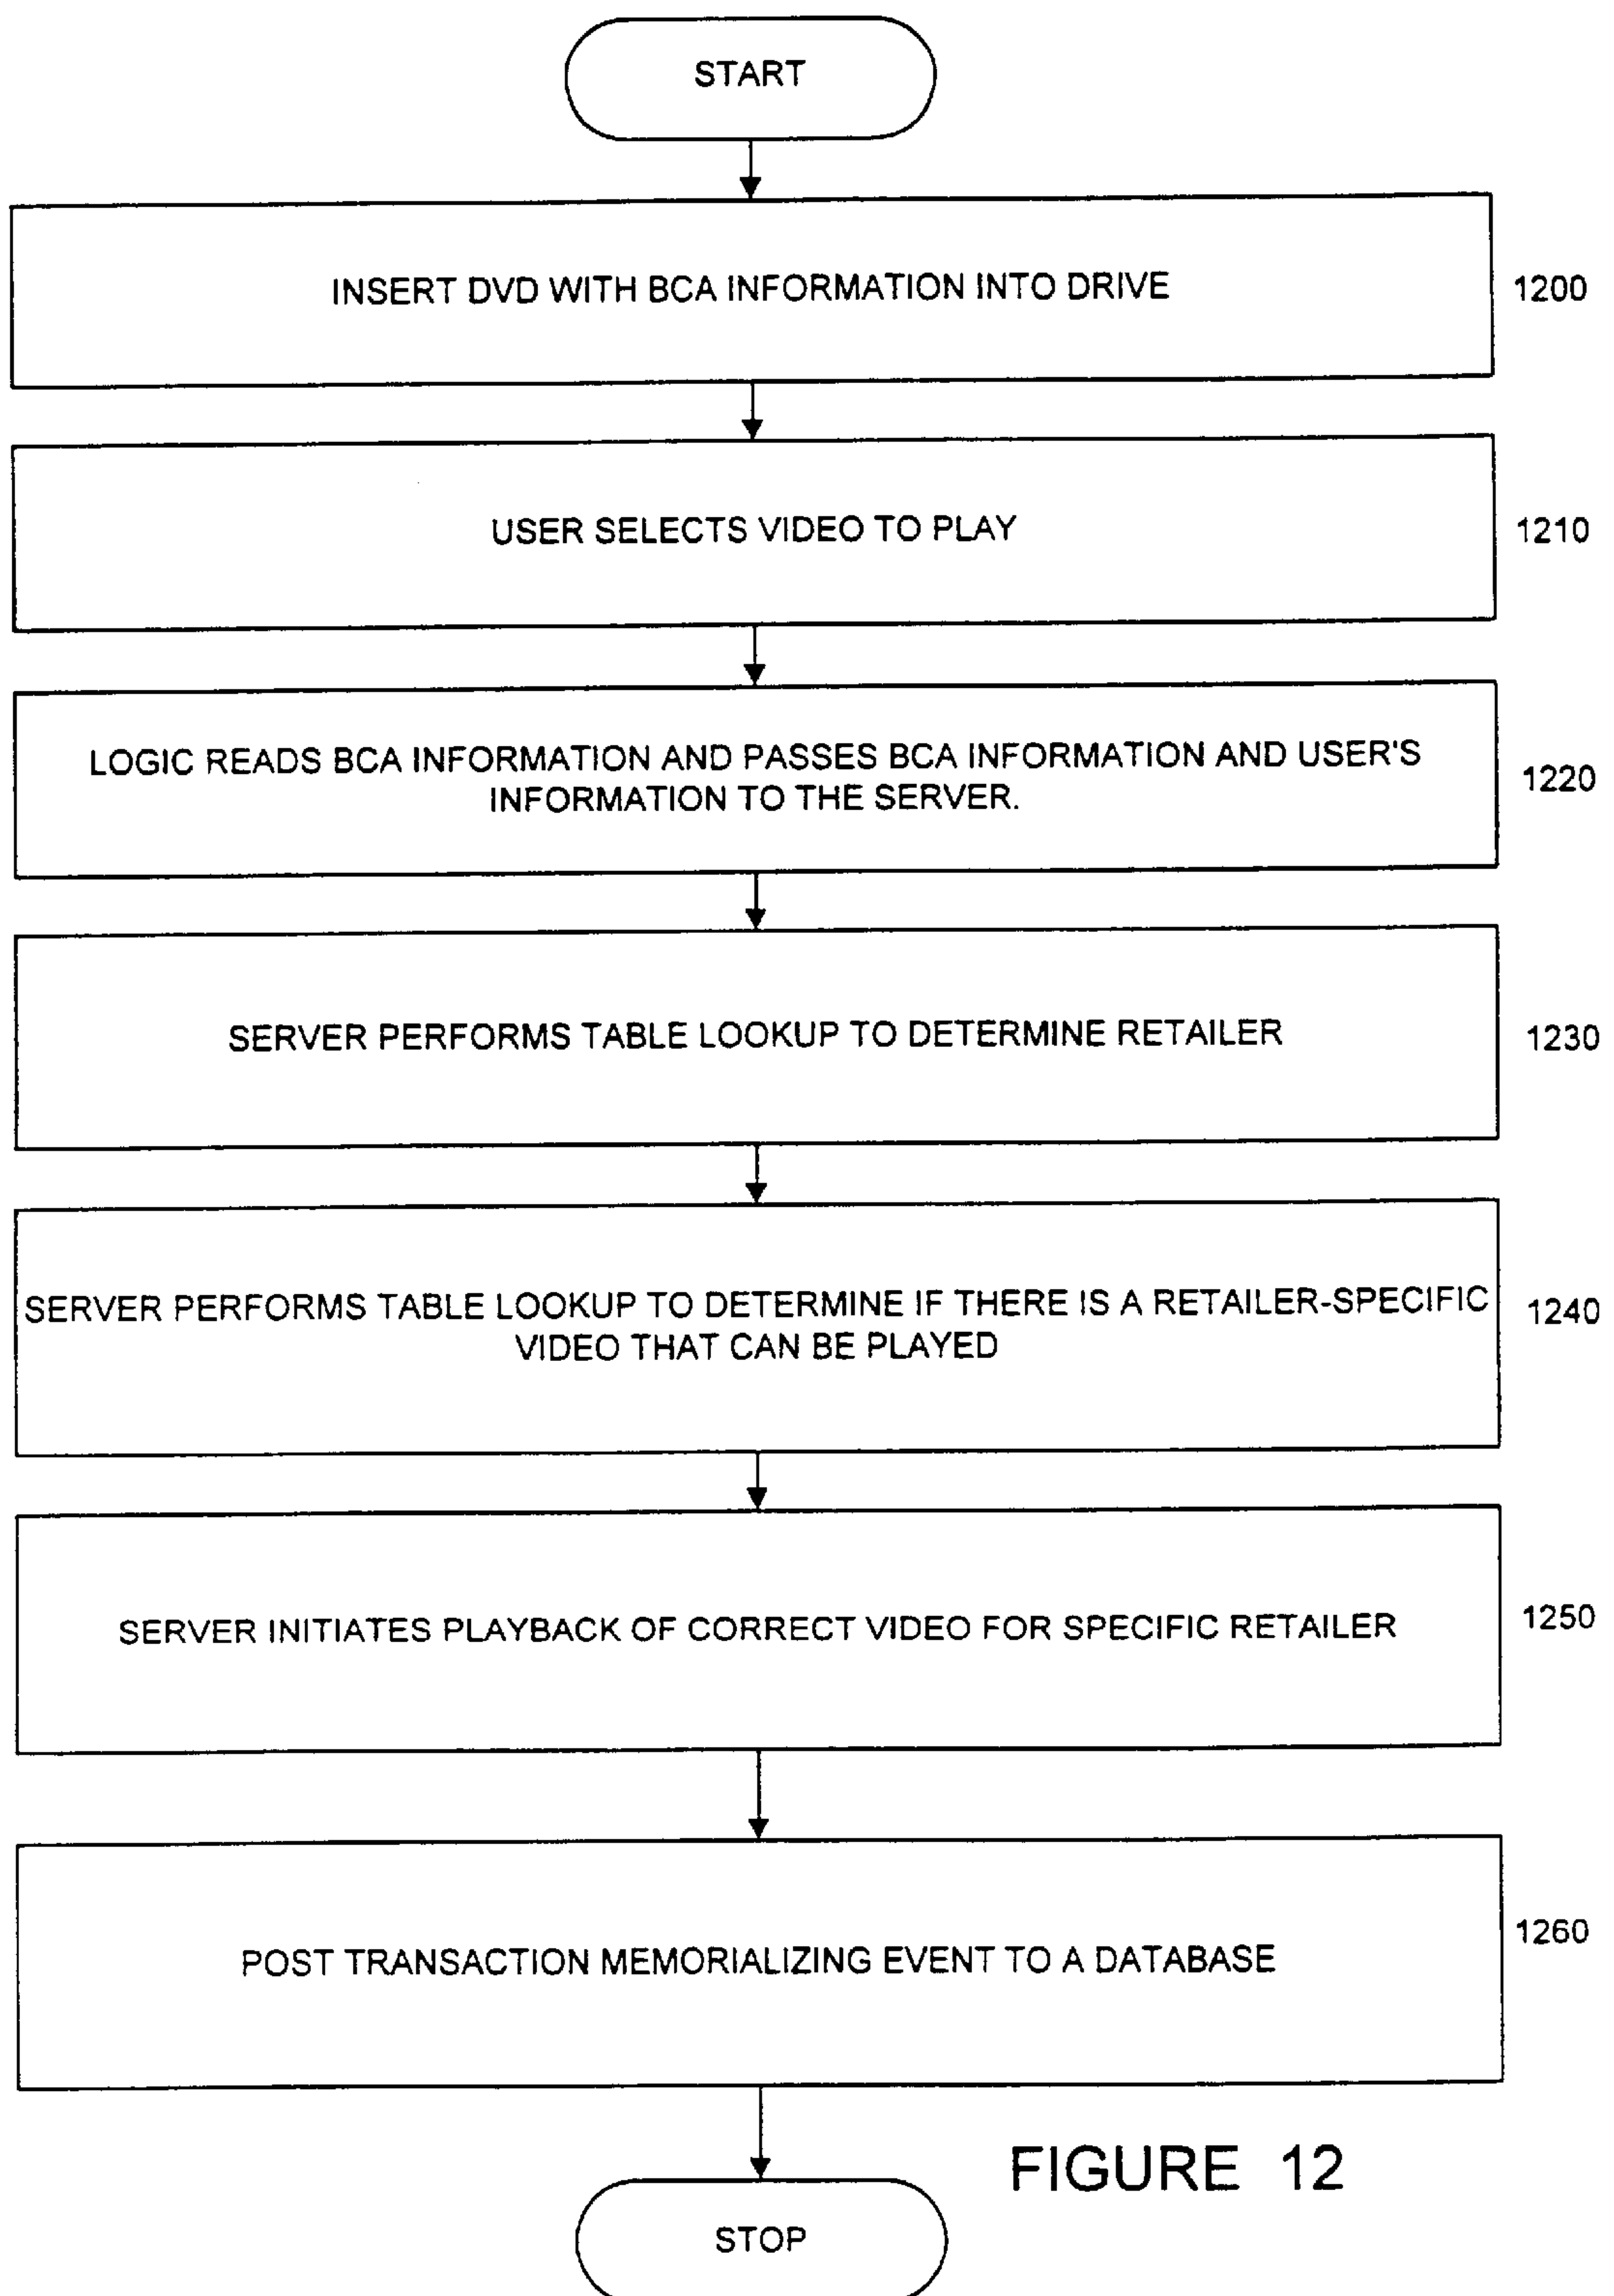 START
INSERT DVD WITH BCA INFORMATION INTO DRIVE
1200
USER SELECTS VIDEO TO PLAY
1210
LOGIC READS BCA INFORMATION AND PASSES BCA INFORMATION AND USER'S
INFORMATION TO THE SERVER.
1220
SERVER PERFORMS TABLE LOOKUP TO DETERMINE RETAILER
1230
SERVER PERFORMS TABLE LOOKUP TO DETERMINE IF THERE IS A RETAILER-SPECIFIC
VIDEO THAT CAN BE PLAYED
1240
SERVER INITIATES PLAYBACK OF CORRECT VIDEO FOR SPECIFIC RETAILER
1250
POST TRANSACTION MEMORIALIZING EVENT TO A DATABASE
1260
FIGURE 12
STOP